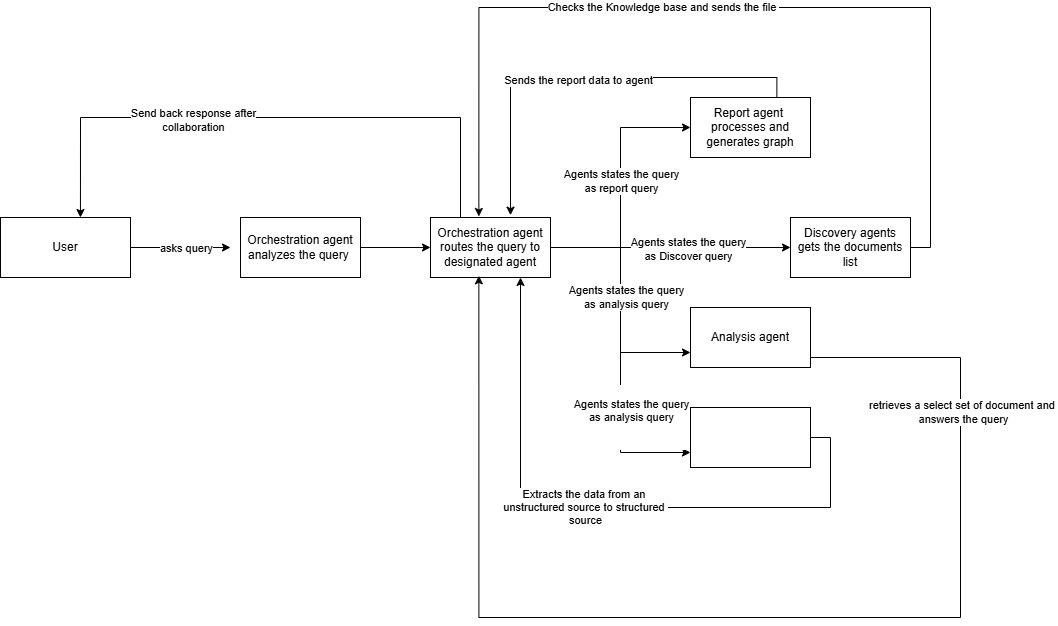 Checks the Knowledge base and sends the file
Sends the report data to agent
Report agent
processes and
generates graph
Send back response after
collaboration
Agents states the query
as report query
User
asks query
Orchestration agent
analyzes the query
Orchestration agent
routes the query to
designated agent
Agents states the query
as Discover query
Discovery agents
gets the documents
list
Agents states the query
as analysis query
Analysis agent
retrieves a select set of document and
answers the query
Agents states the query
as analysis query
Extracts the data from an
unstructured source to structured
source